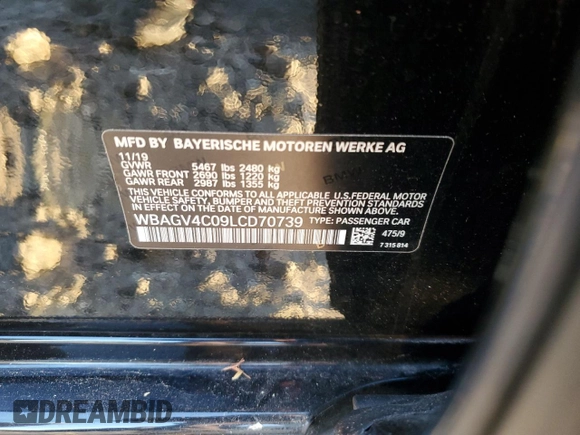 MFD BY BAYERISCHE MOTOREN WERKE AG
11/19
GVWR 5467 lbs 2480 kg
GAWR FRONT 2690 lbs 1220 kg
GAWR REAR 2987 lbs 1355 kg
THIS VEHICLE CONFORMS TO ALL APPLICABLE U.S.FEDERAL MOTOR
VEHICLE SAFETY, BUMPER AND THEFT PREVENTION STANDARDS
IN EFFECT ON THE DATE OF MANUFACTURE SHOWN ABOVE.
WBAGV4C09LCD70739 TYPE: PASSENGER CAR
475/9
7 315 814
DREAMBID